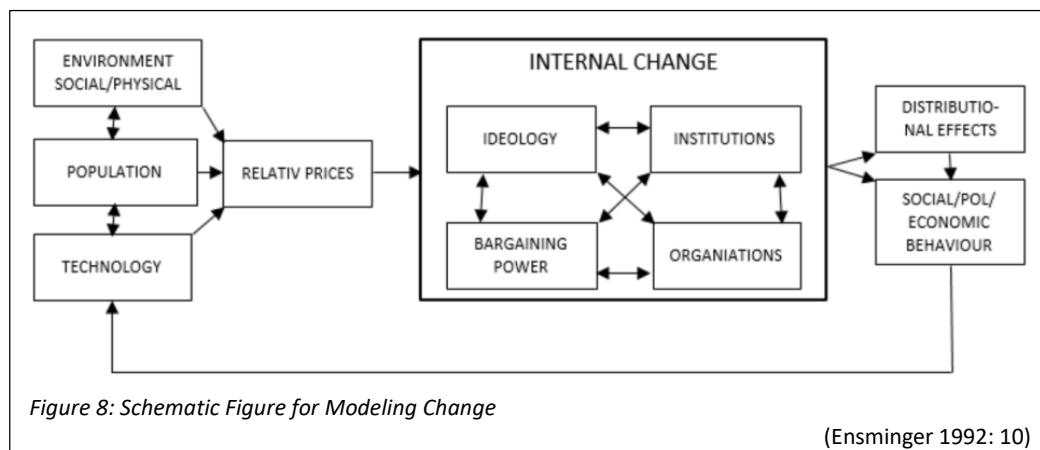 ENVIRONMENT
SOCIAL/PHYSICAL
POPULATION
TECHNOLOGY
RELATIV PRICES
INTERNAL CHANGE
IDEOLOGY
INSTITUTIONS
BARGAINING
POWER
ORGANIATIONS
DISTRIBUTIO-
NAL EFFECTS
SOCIAL/POL/
ECONOMIC
BEHAVIOUR
Figure 8: Schematic Figure for Modeling Change
(Ensminger 1992: 10)